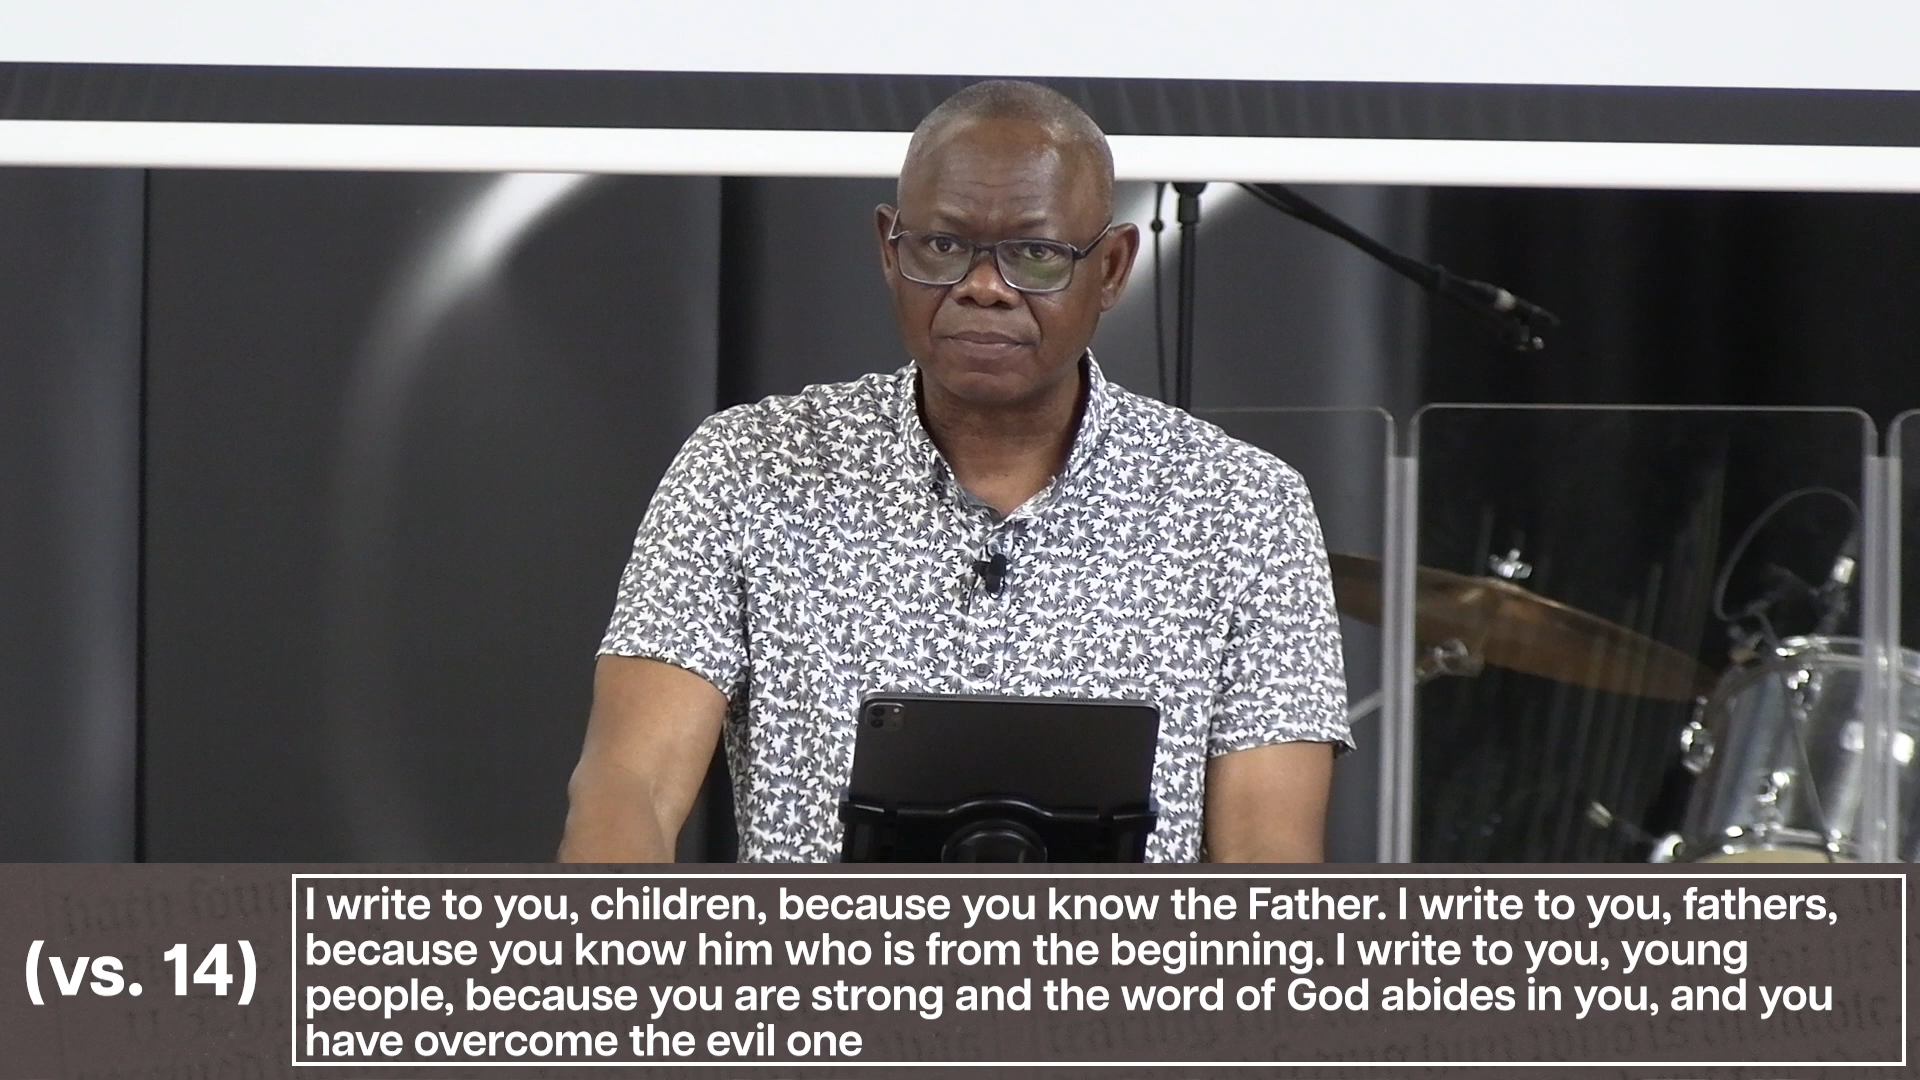 (vs. 14)
I write to you, children, because you know the Father. I write to you, fathers,
because you know him who is from the beginning. I write to you, young
people, because you are strong and the word of God abides in you, and you
have overcome the evil one